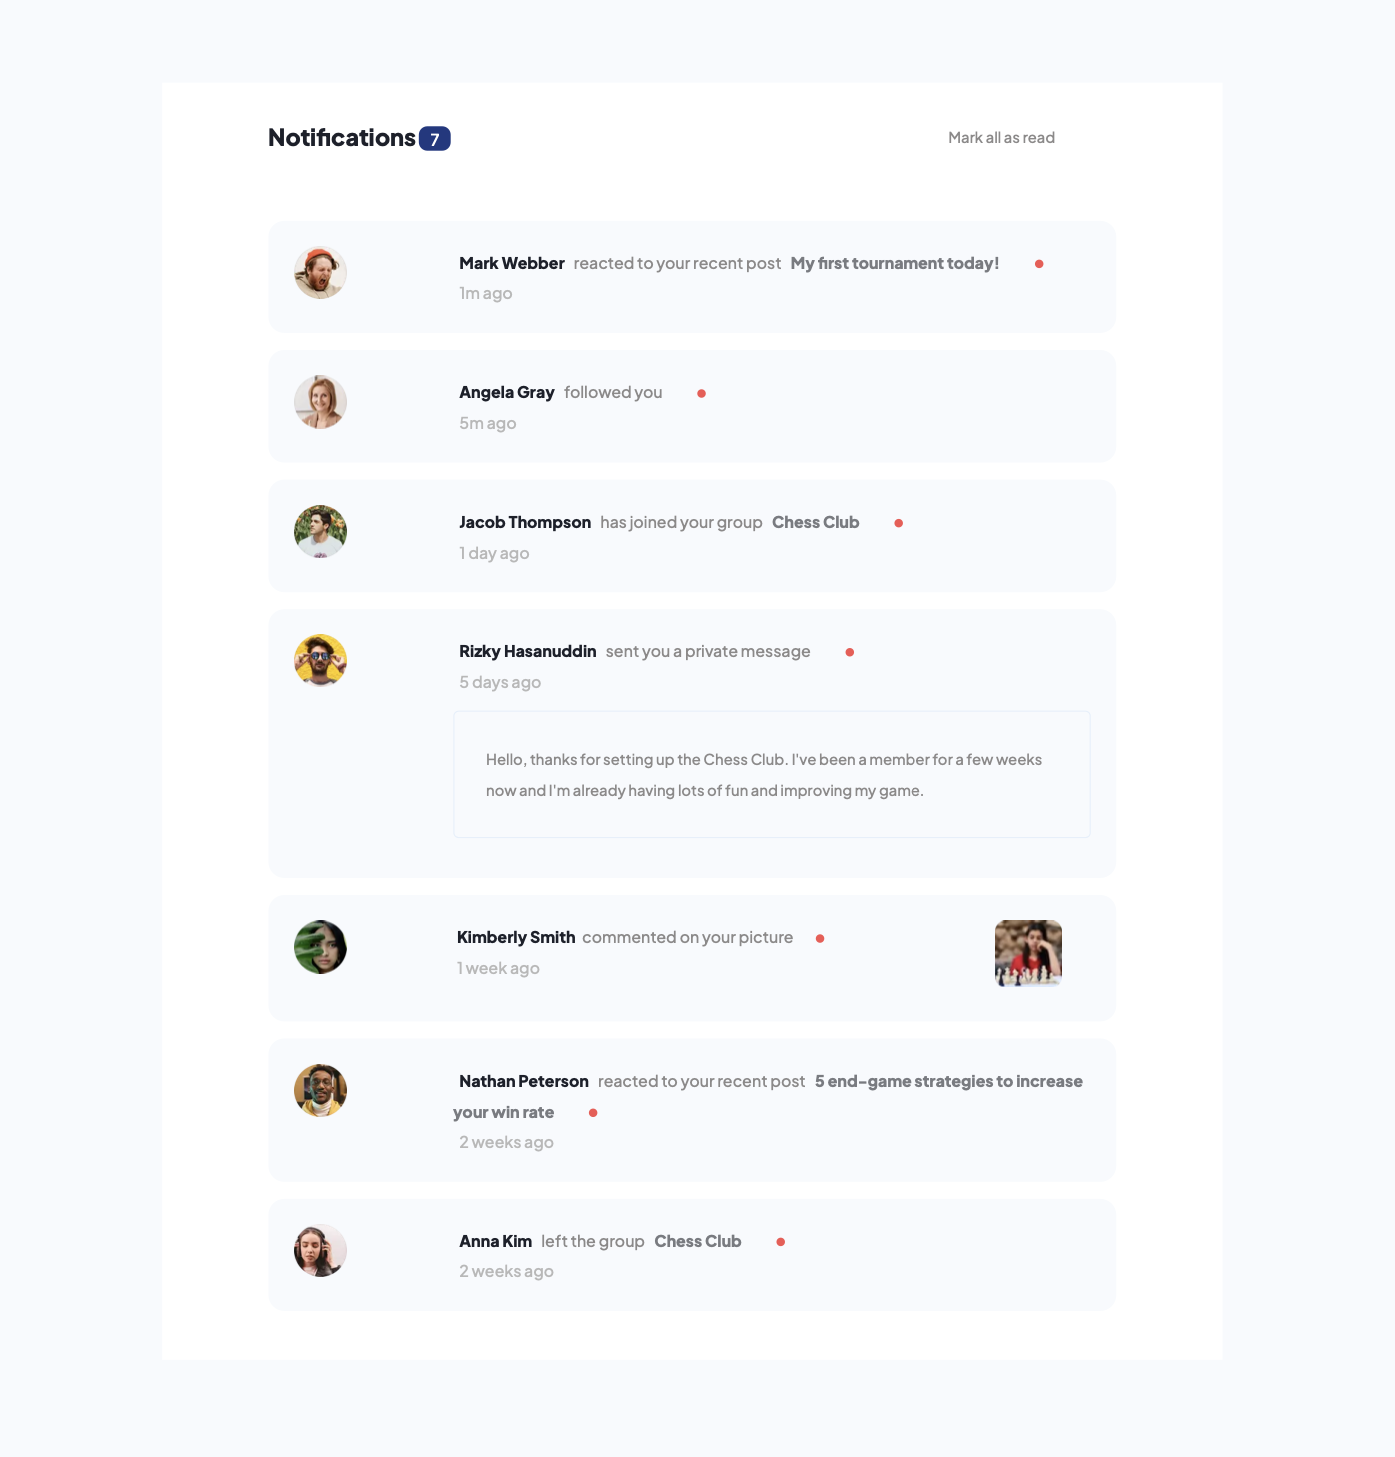 Notifications 7 Mark all as read
Mark Webber reacted to your recent post My first tournament today!
1m ago
Angela Gray followed you
5m ago
Jacob Thompson has joined your group Chess Club
1 day ago
Rizky Hasanuddin sent you a private message
5 days ago
Hello, thanks for setting up the Chess Club. I've been a member for a few weeks
now and I'm already having lots of fun and improving my game.
Kimberly Smith commented on your picture
1 week ago
Nathan Peterson reacted to your recent post 5 end-game strategies to increase
your win rate
2 weeks ago
Anna Kim left the group Chess Club
2 weeks ago